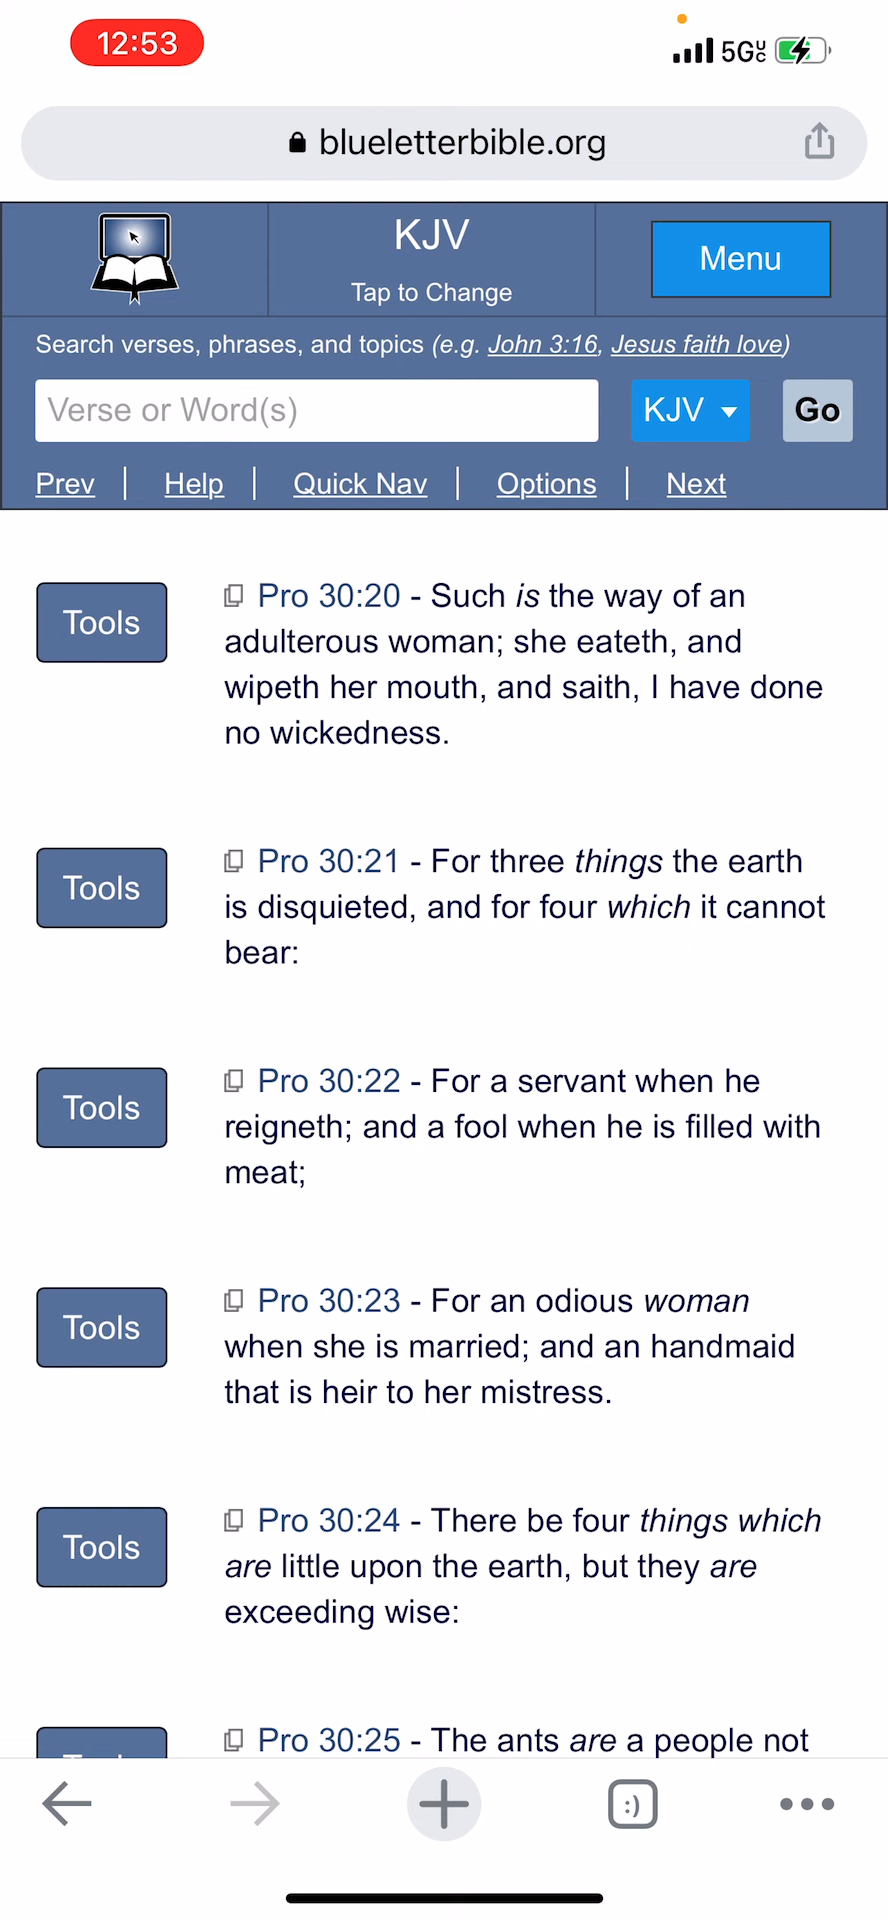 12:53
5G UC
blueletterbible.org
KJV
Tap to Change
Menu
Search verses, phrases, and topics (e.g. John 3:16, Jesus faith love)
Verse or Word(s)
KJV
Go
Prev | Help | Quick Nav | Options | Next
Tools
Pro 30:20 - Such is the way of an
adulterous woman; she eateth, and
wipeth her mouth, and saith, I have done
no wickedness.
Tools
Pro 30:21 - For three things the earth
is disquieted, and for four which it cannot
bear:
Tools
Pro 30:22 - For a servant when he
reigneth; and a fool when he is filled with
meat;
Tools
Pro 30:23 - For an odious woman
when she is married; and an handmaid
that is heir to her mistress.
Tools
Pro 30:24 - There be four things which
are little upon the earth, but they are
exceeding wise:
Pro 30:25 - The ants are a people not
:)